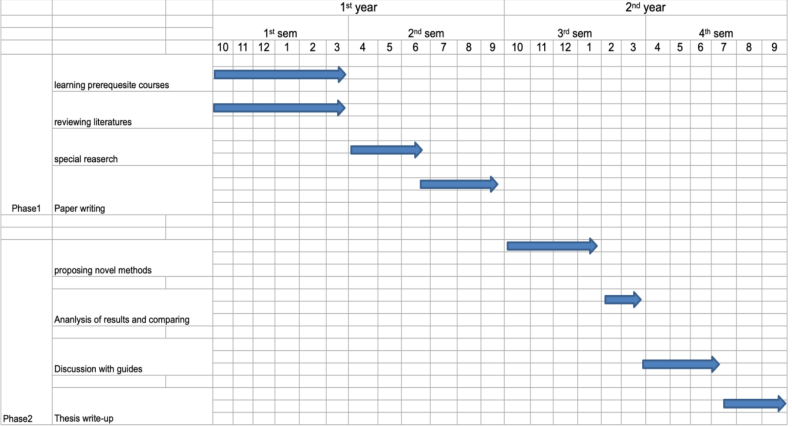 1st year 2nd year
1st sem 2nd sem 3rd sem 4th sem
10 11 12 1 2 3 4 5 6 7 8 9 10 11 12 1 2 3 4 5 6 7 8 9
learning prerequesite courses
reviewing literatures
special reaserch
Phase1 Paper writing
proposing novel methods
Ananlysis of results and comparing
Discussion with guides
Phase2 Thesis write-up